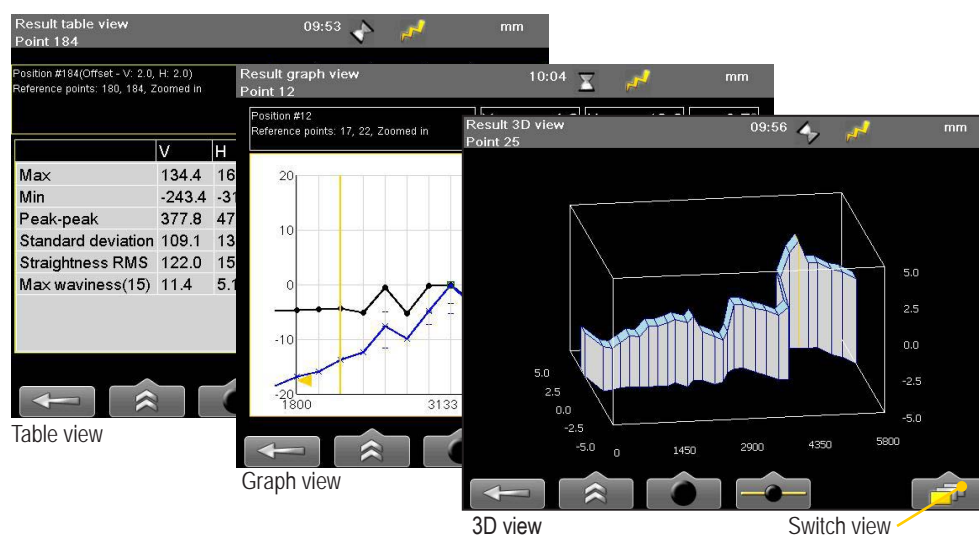 Result table view
Point 184
09:53
mm
Position #184(Offset - V: 2.0, H: 2.0)
Reference points: 180, 184, Zoomed in
V H
Max 134.4
Min -243.4
Peak-peak 377.8
Standard deviation 109.1
Straightness RMS 122.0
Max waviness(15) 11.4
Table view
Result graph view
Point 12
10:04
mm
Position #12
Reference points: 17, 22, Zoomed in
20
10
0
-10
-20
1800 3133
Graph view
Result 3D view
Point 25
09:56
mm
5.0
2.5
0.0
-2.5
-5.0
5.0
2.5
0.0
-2.5
-5.0
0 1450 2900 4350 5800
3D view
Switch view